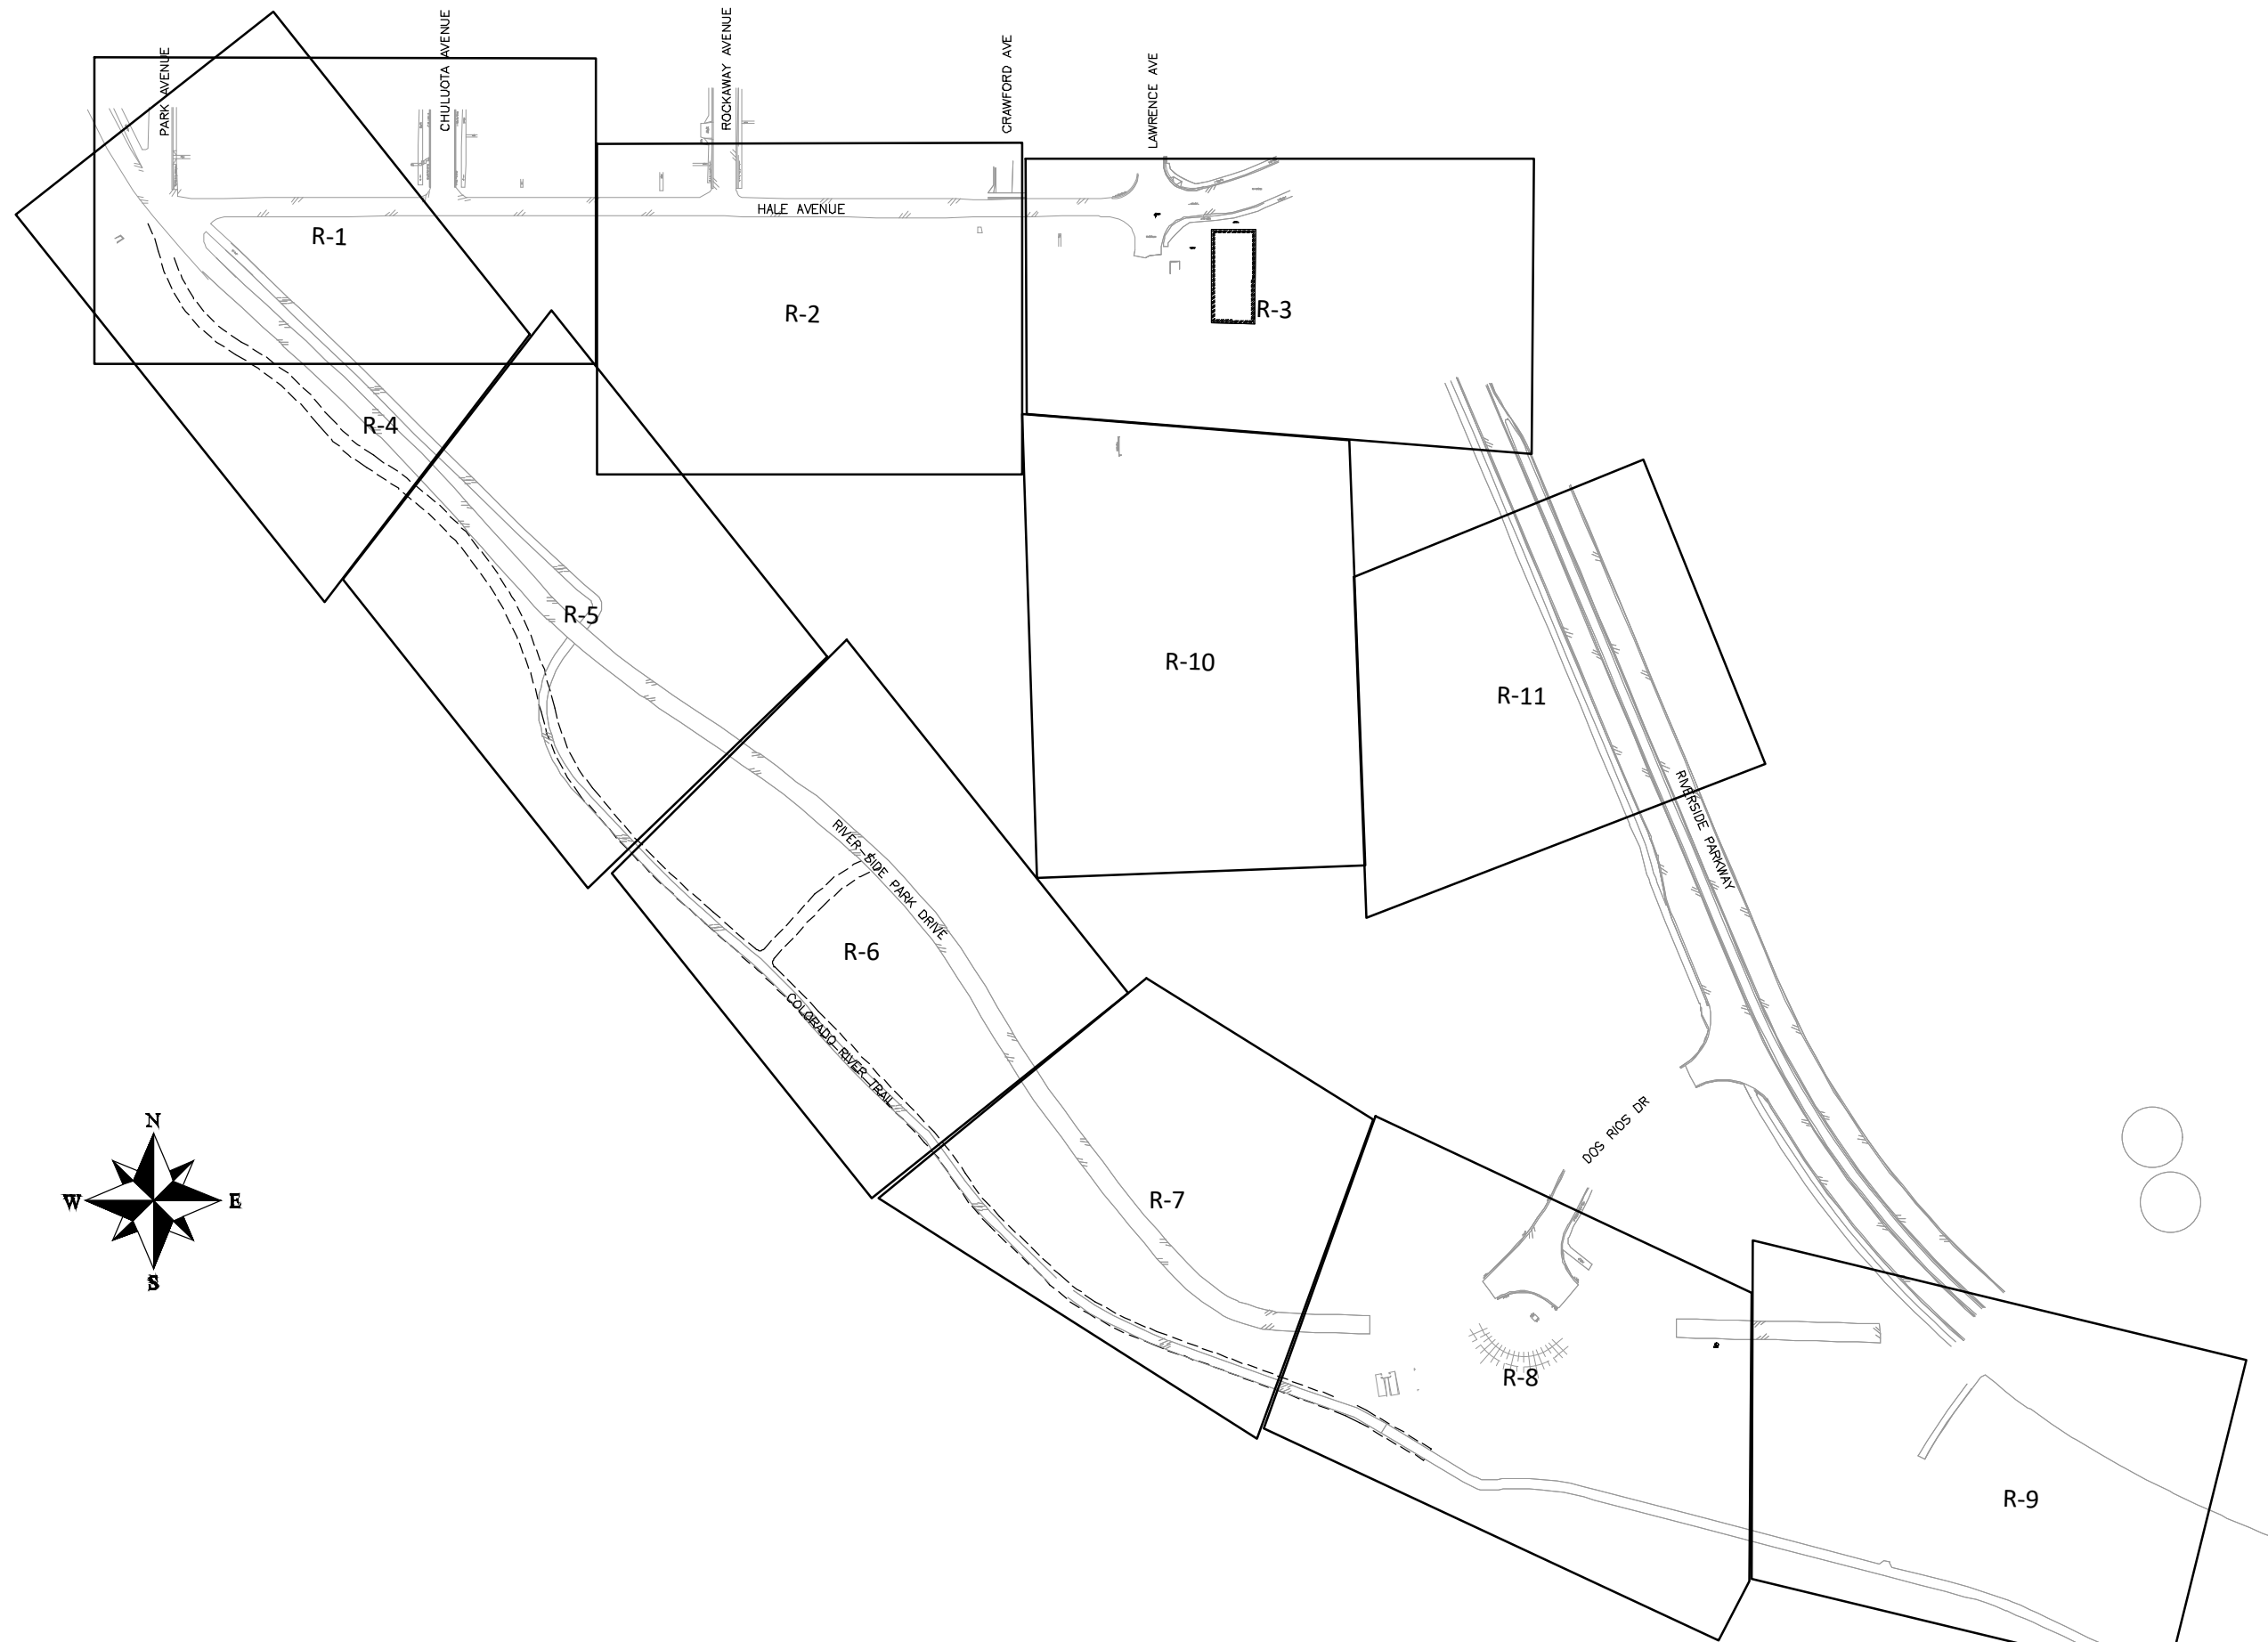 PARK AVENUE
CHULUOTA AVENUE
ROCKAWAY AVENUE
CRAWFORD AVE
LAWRENCE AVE
HALE AVENUE
R-1
R-2
R-3
R-4
R-5
R-10
R-11
RIVERSIDE PARKWAY
RIVER SIDE PARK DRIVE
R-6
COLORADO RIVER TRAIL
DOS RIOS DR
N
W
E
S
R-7
R-8
R-9